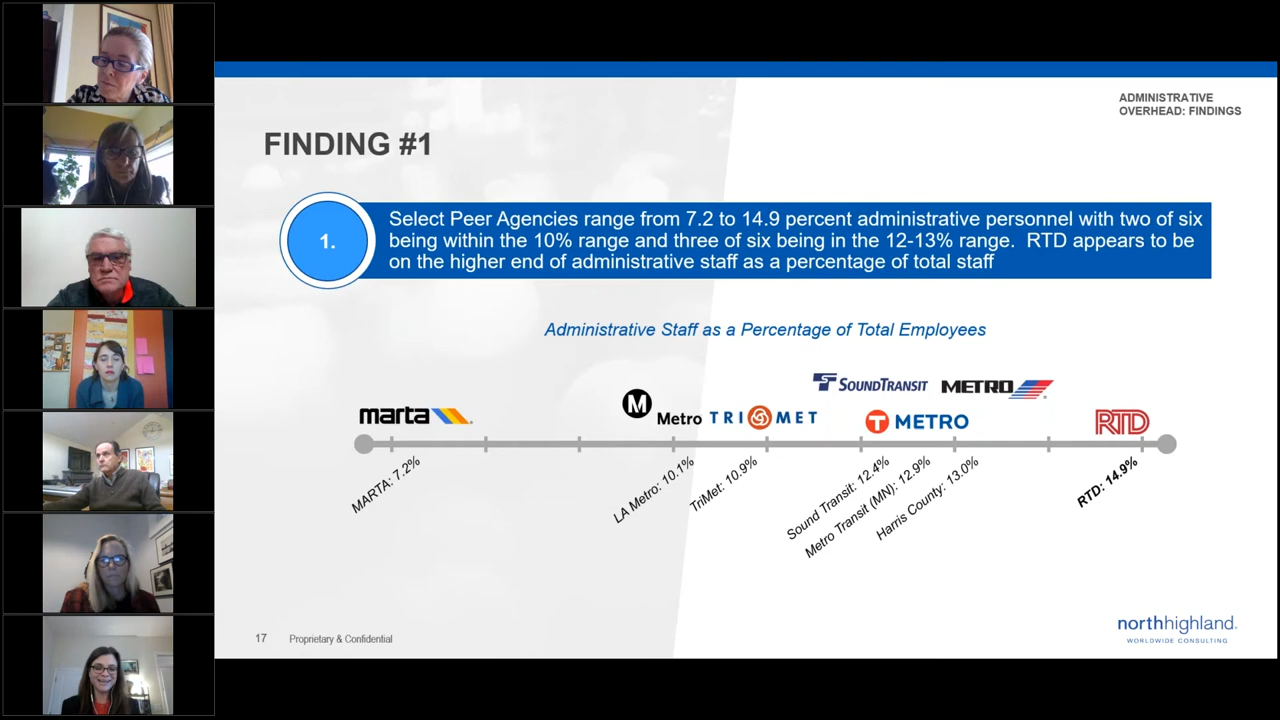 ADMINISTRATIVE
OVERHEAD: FINDINGS
FINDING #1
1.
Select Peer Agencies range from 7.2 to 14.9 percent administrative personnel with two of six
being within the 10% range and three of six being in the 12-13% range. RTD appears to be
on the higher end of administrative staff as a percentage of total staff
Administrative Staff as a Percentage of Total Employees
SOUNDTRANSIT
METRO
marta
M
Metro
TRI MET
T METRO
RTD
MARTA: 7.2%
LA Metro: 10.1%
TriMet: 10.9%
Sound Transit: 12.4%
Metro Transit (MN): 12.9%
Harris County: 13.0%
RTD: 14.9%
17 Proprietary & Confidential
northhighland.
WORLDWIDE CONSULTING